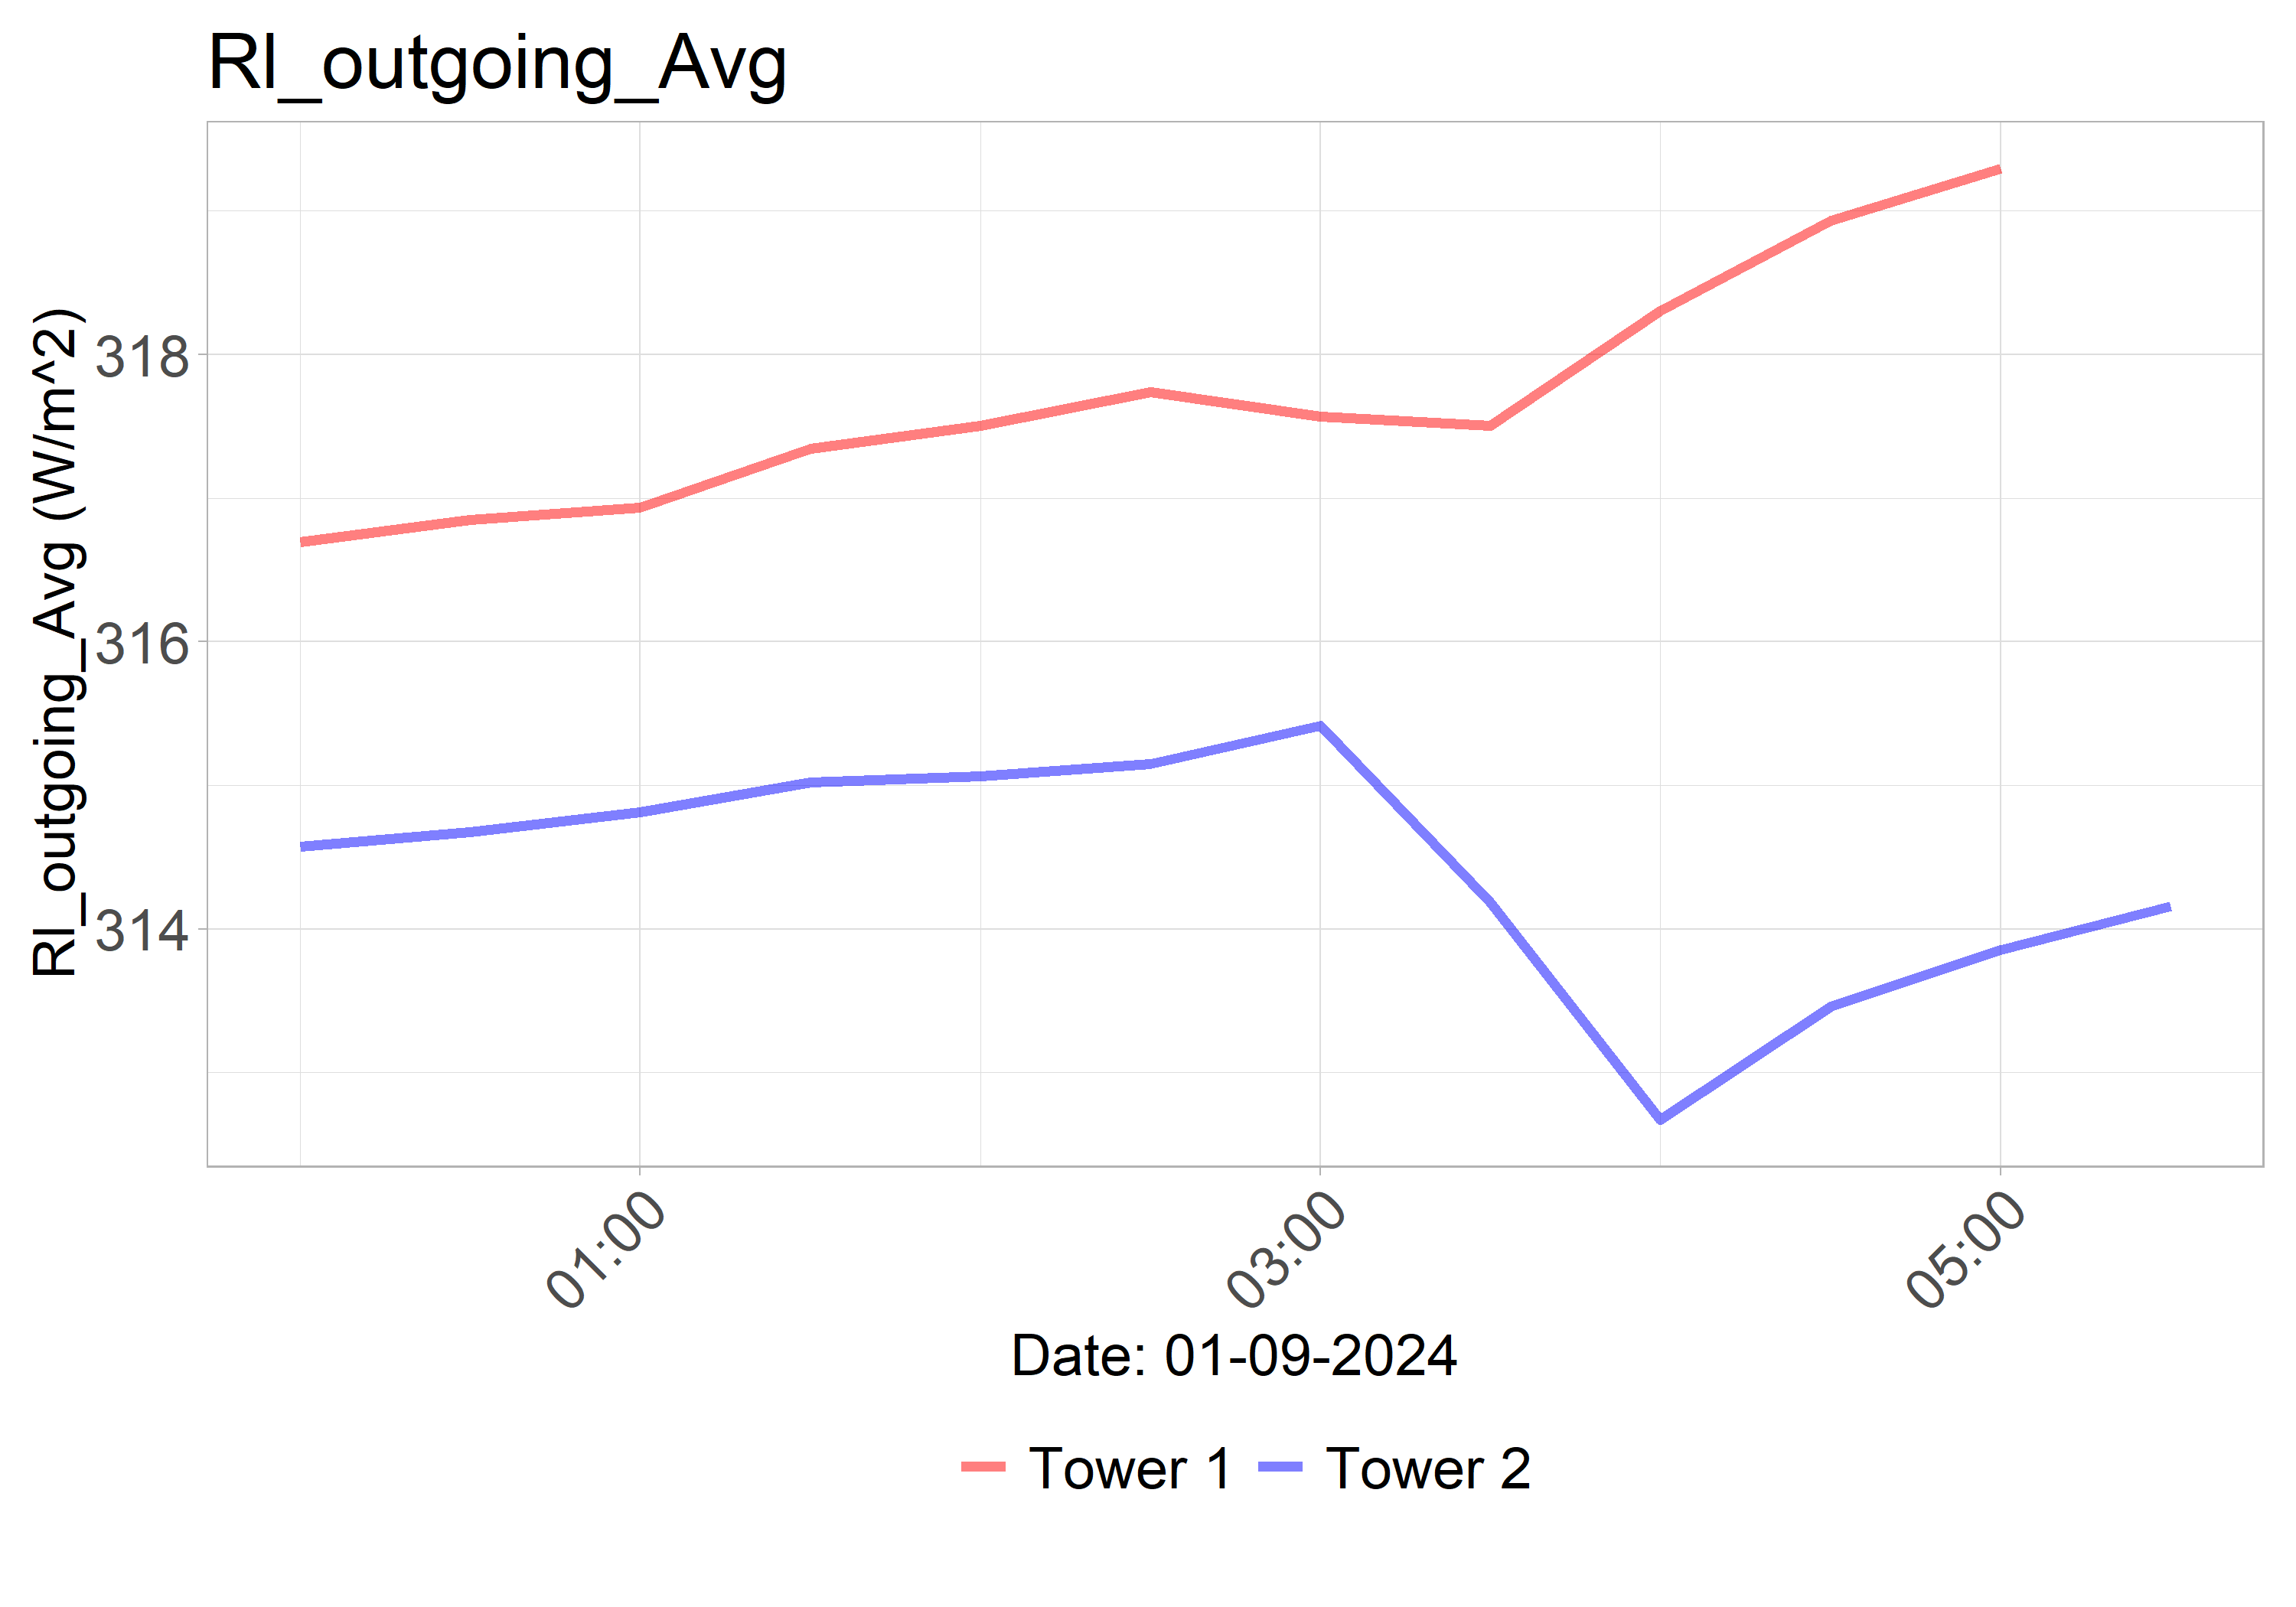 Rl_outgoing_Avg
Rl_outgoing_Avg (W/m^2)
318
316
314
01:00
03:00
05:00
Date: 01-09-2024
Tower 1
Tower 2